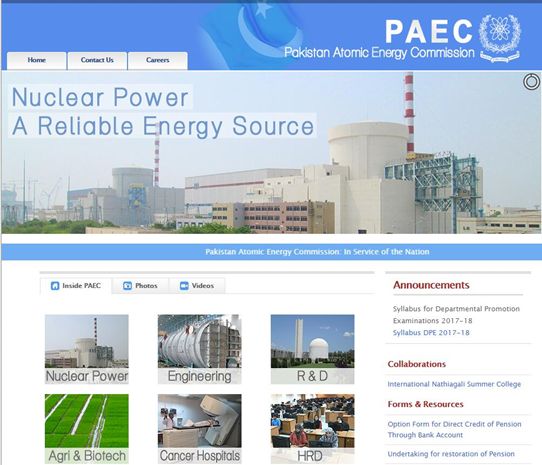 PAEC
Pakistan Atomic Energy Commission
Home
Contact Us
Careers
Nuclear Power
A Reliable Energy Source
Pakistan Atomic Energy Commission: In Service of the Nation
Inside PAEC
Photos
Videos
Nuclear Power
Engineering
R & D
Agri & Biotech
Cancer Hospitals
HRD
Announcements
Syllabus for Departmental Promotion
Examinations 2017-18
Syllabus DPE 2017-18
Collaborations
International Nathiagali Summer College
Forms & Resources
Option Form for Direct Credit of Pension
Through Bank Account
Undertaking for restoration of Pension